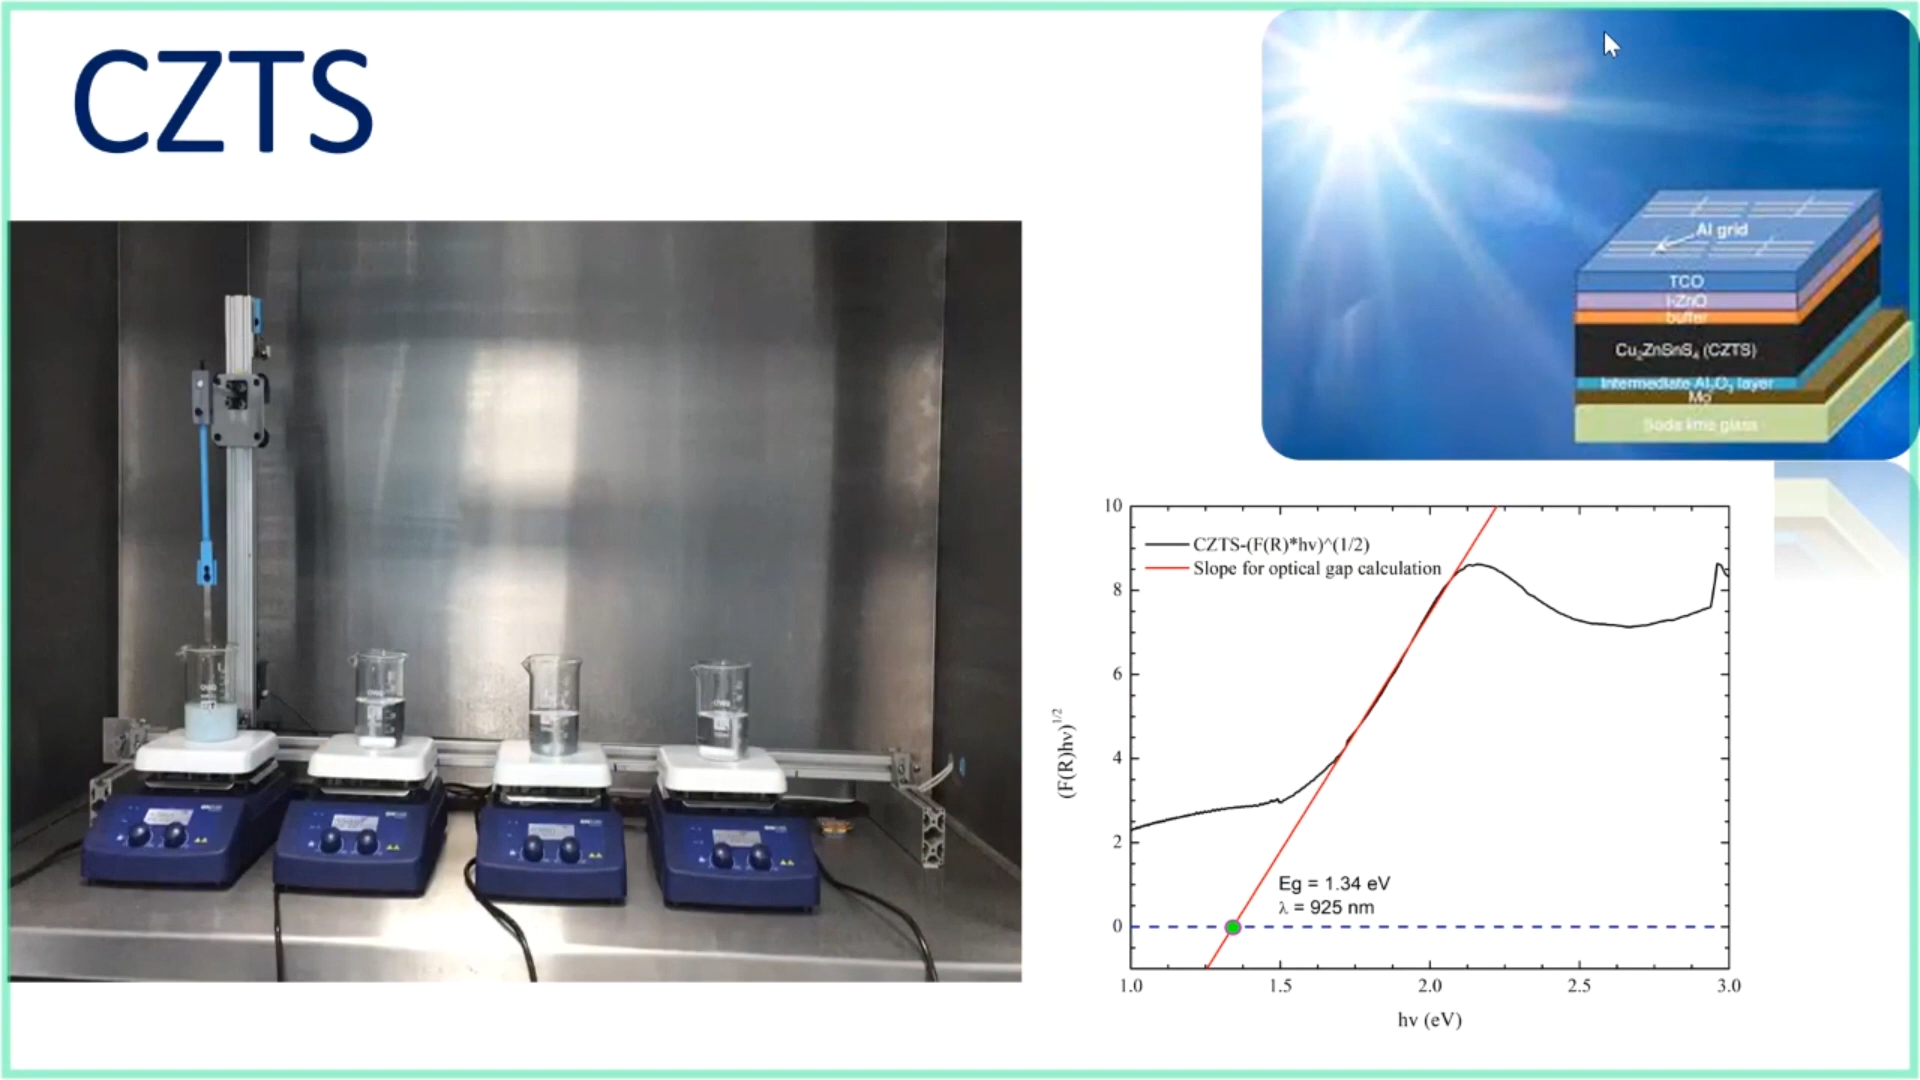 CZTS
Al grid
TCO
i-ZnO
buffer
Cu₂ZnSnS₄ (CZTS)
Intermediate Al₂O₃ layer
Mo
Soda lime glass
10
8
6
4
2
0
CZTS-(F(R)*hv)^(1/2)
Slope for optical gap calculation
(F(R)hv)^1/2
Eg = 1.34 eV
λ = 925 nm
1.0 1.5 2.0 2.5 3.0
hv (eV)